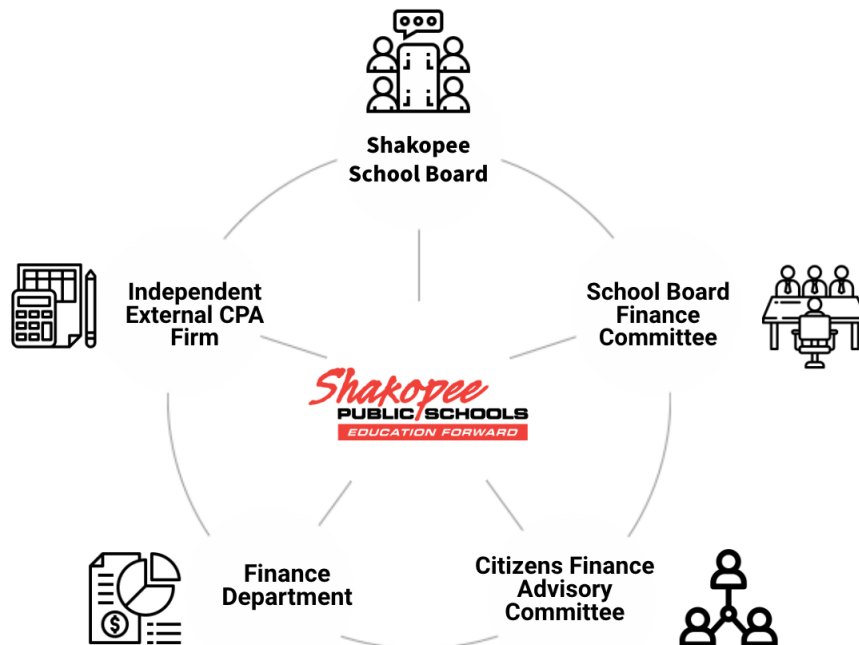 Shakopee
School Board
Independent
External CPA
Firm
School Board
Finance
Committee
Shakopee
PUBLIC SCHOOLS
EDUCATION FORWARD
Finance
Department
$
Citizens Finance
Advisory
Committee